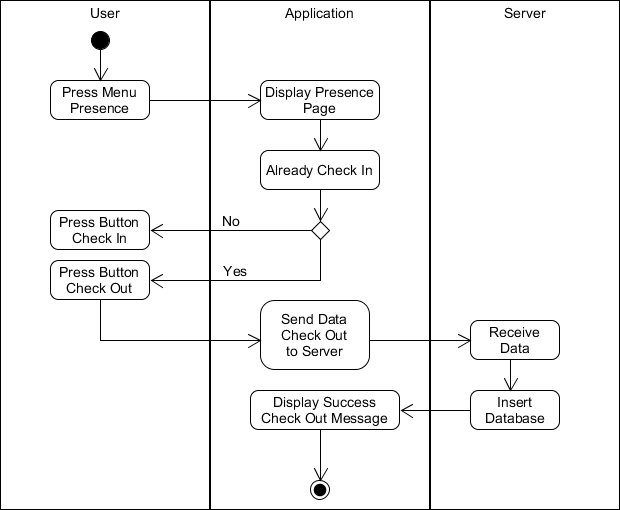 User
Application
Server
Press Menu
Presence
Display Presence
Page
Already Check In
No
Press Button
Check In
Yes
Press Button
Check Out
Send Data
Check Out
to Server
Receive
Data
Display Success
Check Out Message
Insert
Database